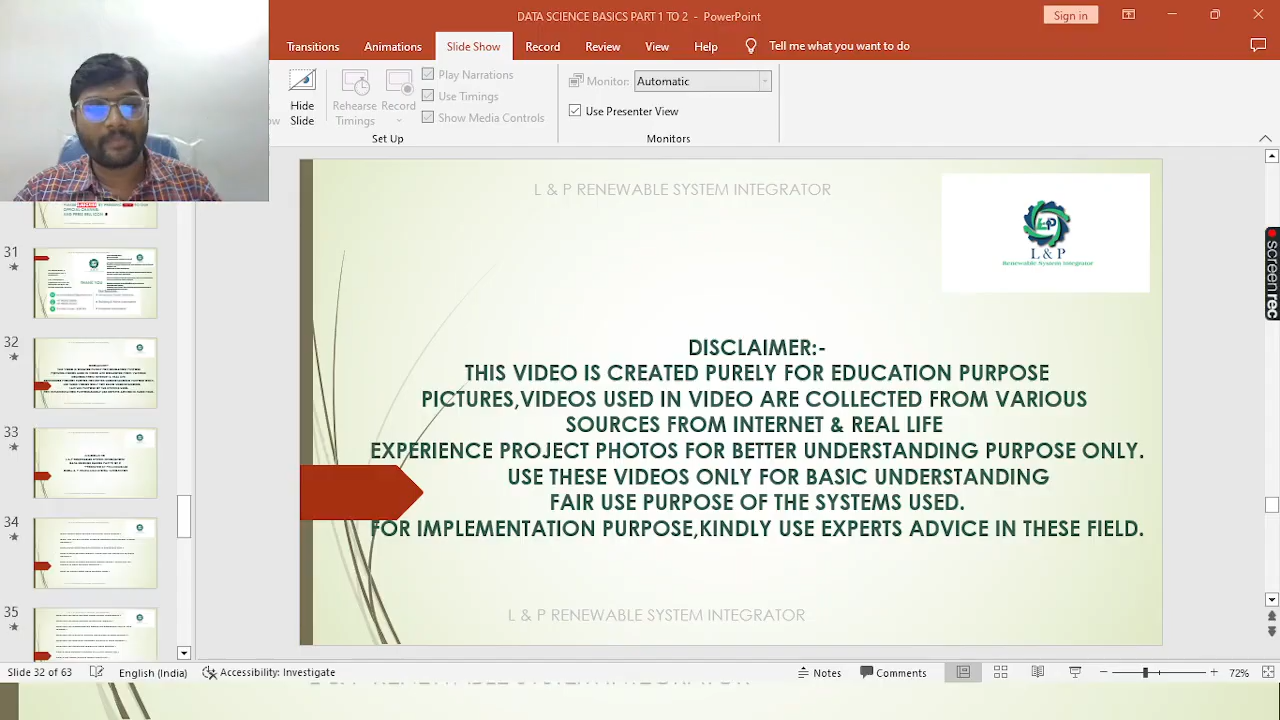 DATA SCIENCE BASICS PART 1 TO 2 - PowerPoint
Sign in
Transitions Animations Slide Show Record Review View Help Tell me what you want to do
Hide Slide
Rehearse Timings
Record
Play Narrations
Use Timings
Show Media Controls
Set Up
Monitor: Automatic
Use Presenter View
Monitors
31
32
33
34
35
L & P RENEWABLE SYSTEM INTEGRATOR
L&P
L & P
Renewable System Integrator
DISCLAIMER:-
THIS VIDEO IS CREATED PURELY FOR EDUCATION PURPOSE
PICTURES,VIDEOS USED IN VIDEO ARE COLLECTED FROM VARIOUS
SOURCES FROM INTERNET & REAL LIFE
EXPERIENCE PROJECT PHOTOS FOR BETTER UNDERSTANDING PURPOSE ONLY.
USE THESE VIDEOS ONLY FOR BASIC UNDERSTANDING
FAIR USE PURPOSE OF THE SYSTEMS USED.
FOR IMPLEMENTATION PURPOSE,KINDLY USE EXPERTS ADVICE IN THESE FIELD.
& P RENEWABLE SYSTEM INTEGRATOR
screenrec
Slide 32 of 63 English (India) Accessibility: Investigate Notes Comments 72%